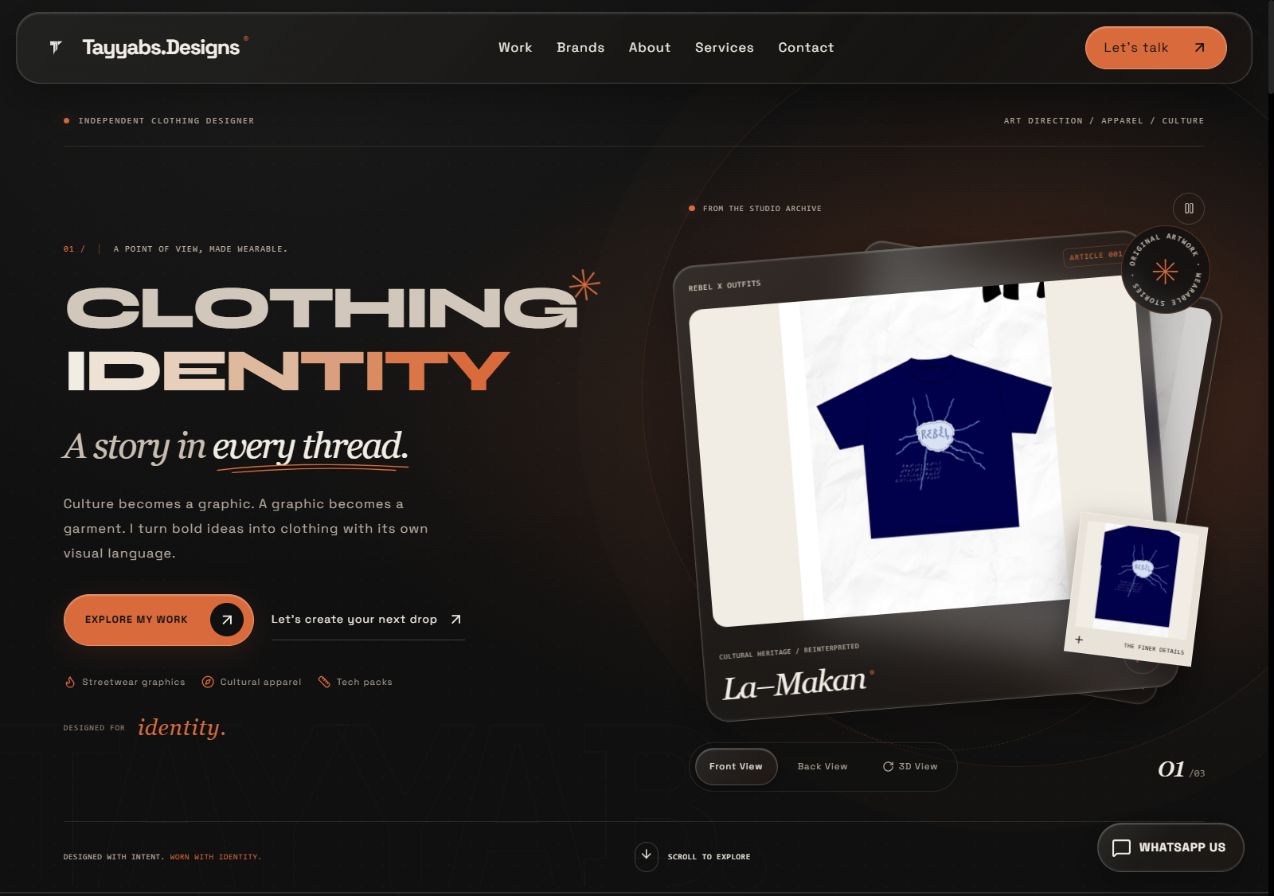 Tayyabs.Designs
Work
Brands
About
Services
Contact
Let's talk
INDEPENDENT CLOTHING DESIGNER
ART DIRECTION / APPAREL / CULTURE
FROM THE STUDIO ARCHIVE
01 / | A POINT OF VIEW, MADE WEARABLE.
CLOTHING
IDENTITY
A story in every thread.
Culture becomes a graphic. A graphic becomes a
garment. I turn bold ideas into clothing with its own
visual language.
EXPLORE MY WORK
Let's create your next drop
Streetwear graphics
Cultural apparel
Tech packs
DESIGNED FOR identity.
REBEL X OUTFITS
ARTICLE 001
ORIGINAL ARTWORK · WEARABLE STORIES ·
REBEL
REBEL
THE FINER DETAILS
CULTURAL HERITAGE / REINTERPRETED
La—Makan
Front View
Back View
3D View
01 /03
TAYYABS
DESIGNED WITH INTENT. WORN WITH IDENTITY.
SCROLL TO EXPLORE
WHATSAPP US